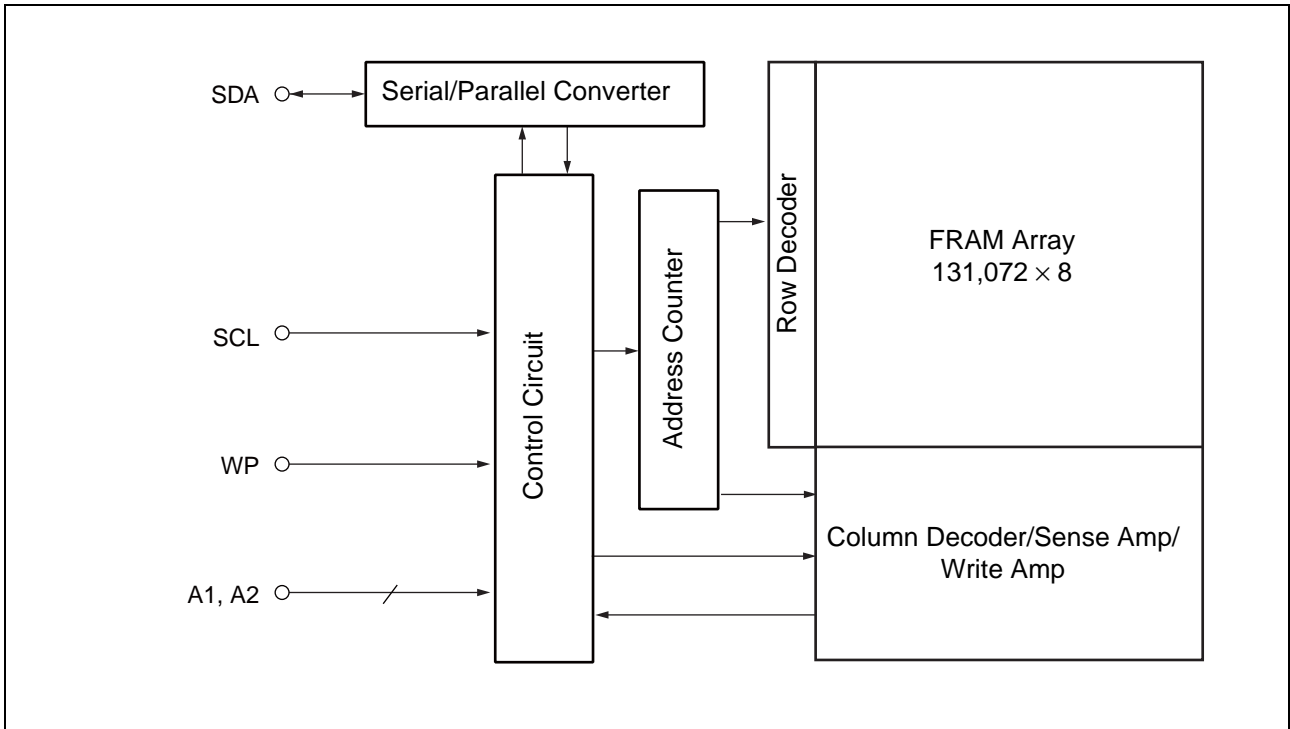 SDA
Serial/Parallel Converter
SCL
WP
A1, A2
Control Circuit
Address Counter
Row Decoder
FRAM Array
131,072 × 8
Column Decoder/Sense Amp/
Write Amp